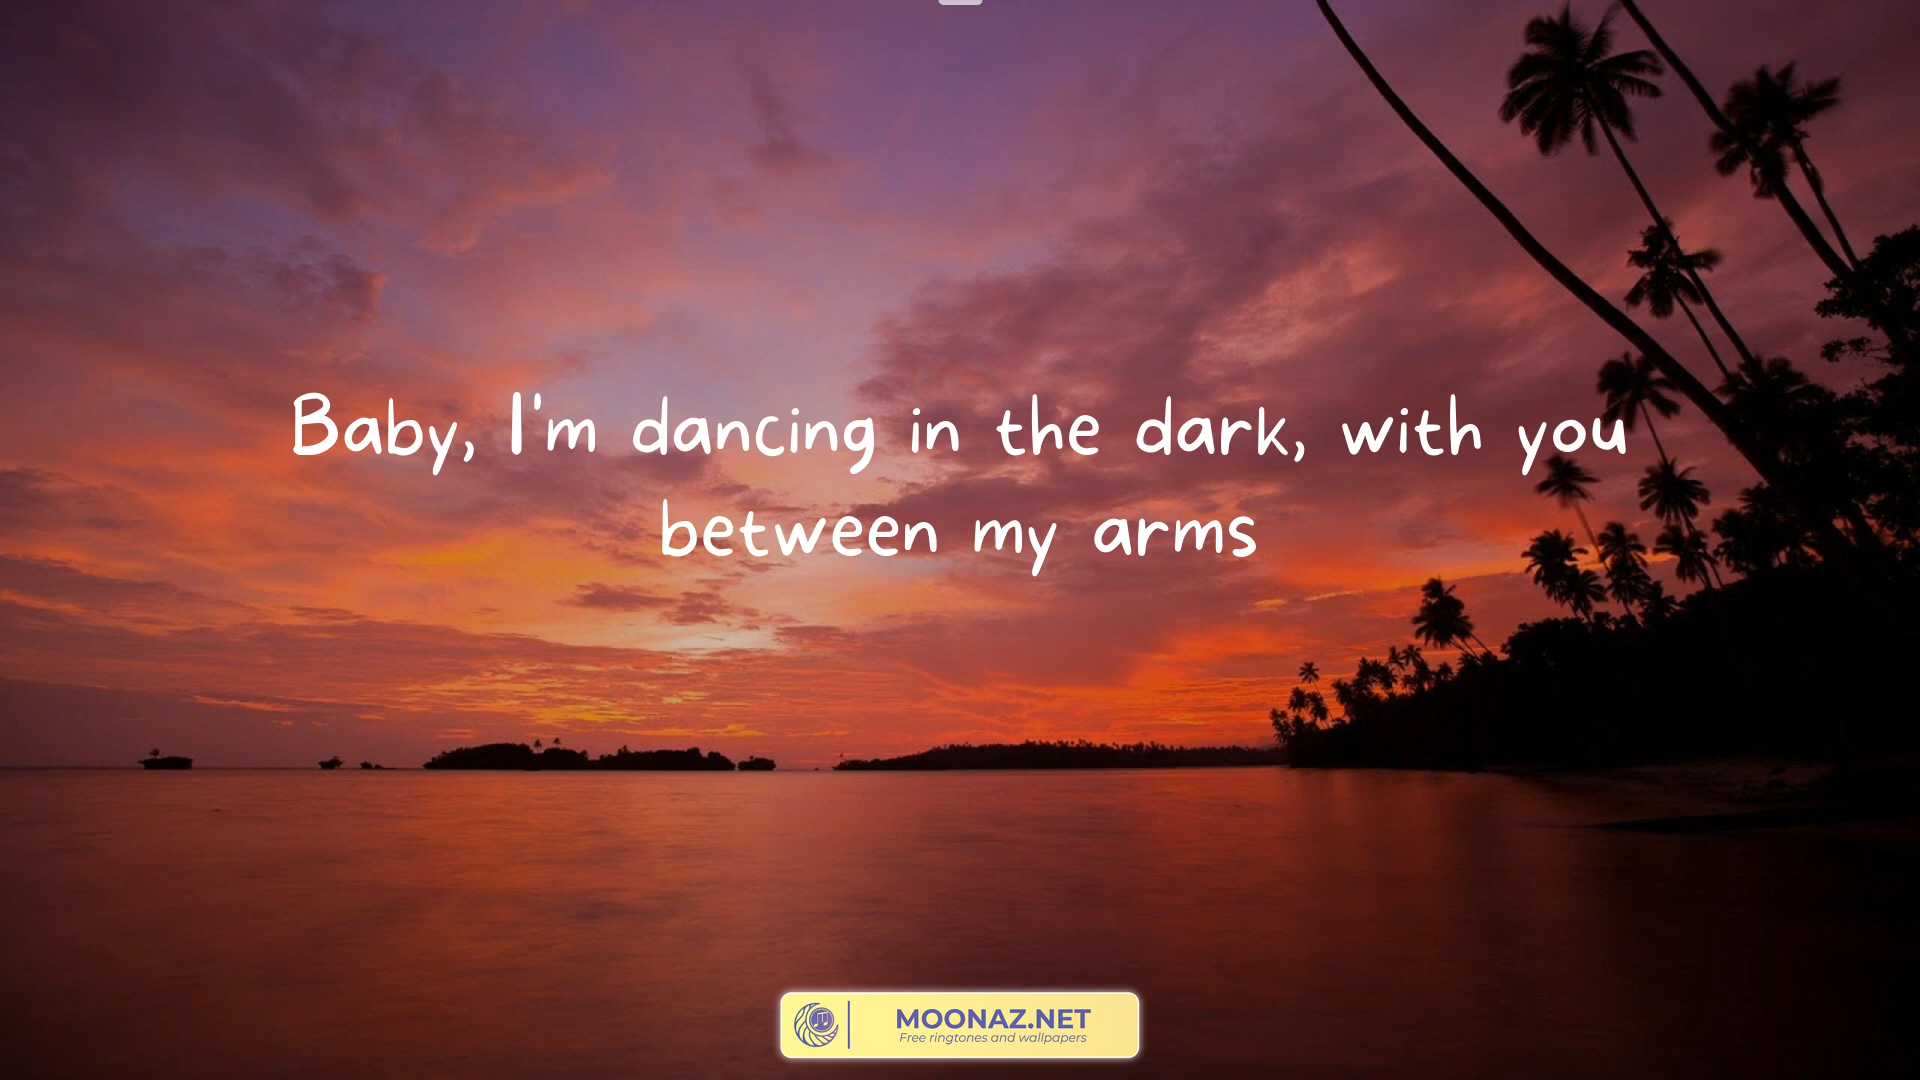 Baby, I'm dancing in the dark, with you
between my arms
MOONAZ.NET
Free ringtones and wallpapers